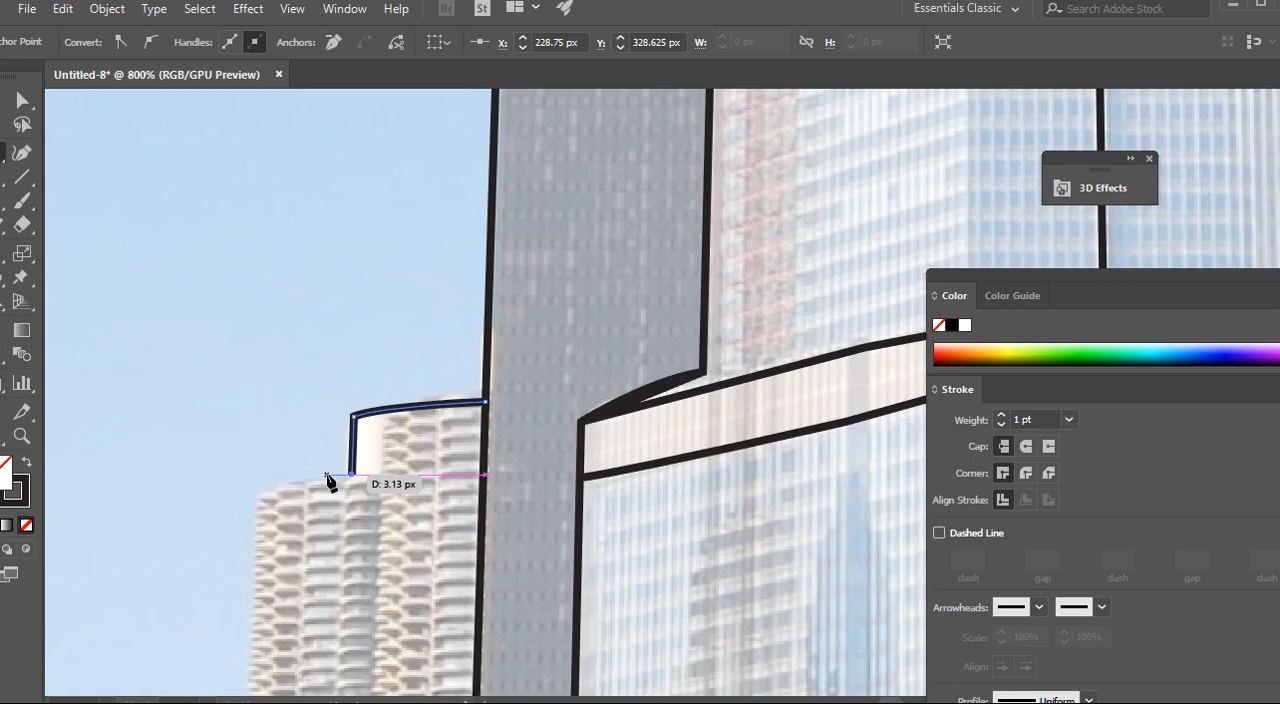 File Edit Object Type Select Effect View Window Help Br St Essentials Classic Search Adobe Stock
chor Point Convert: Handles: Anchors: X: 228.75 px Y: 328.625 px W: 0 px H: 0 px
Untitled-8* @ 800% (RGB/GPU Preview) ×
3D Effects
Color Color Guide
Stroke
Weight: 1 pt
Cap:
Corner:
Align Stroke:
Dashed Line
dash gap dash gap dash
Arrowheads:
Scale: 100% 100%
Align:
Profile: Uniform
D: 3.13 px